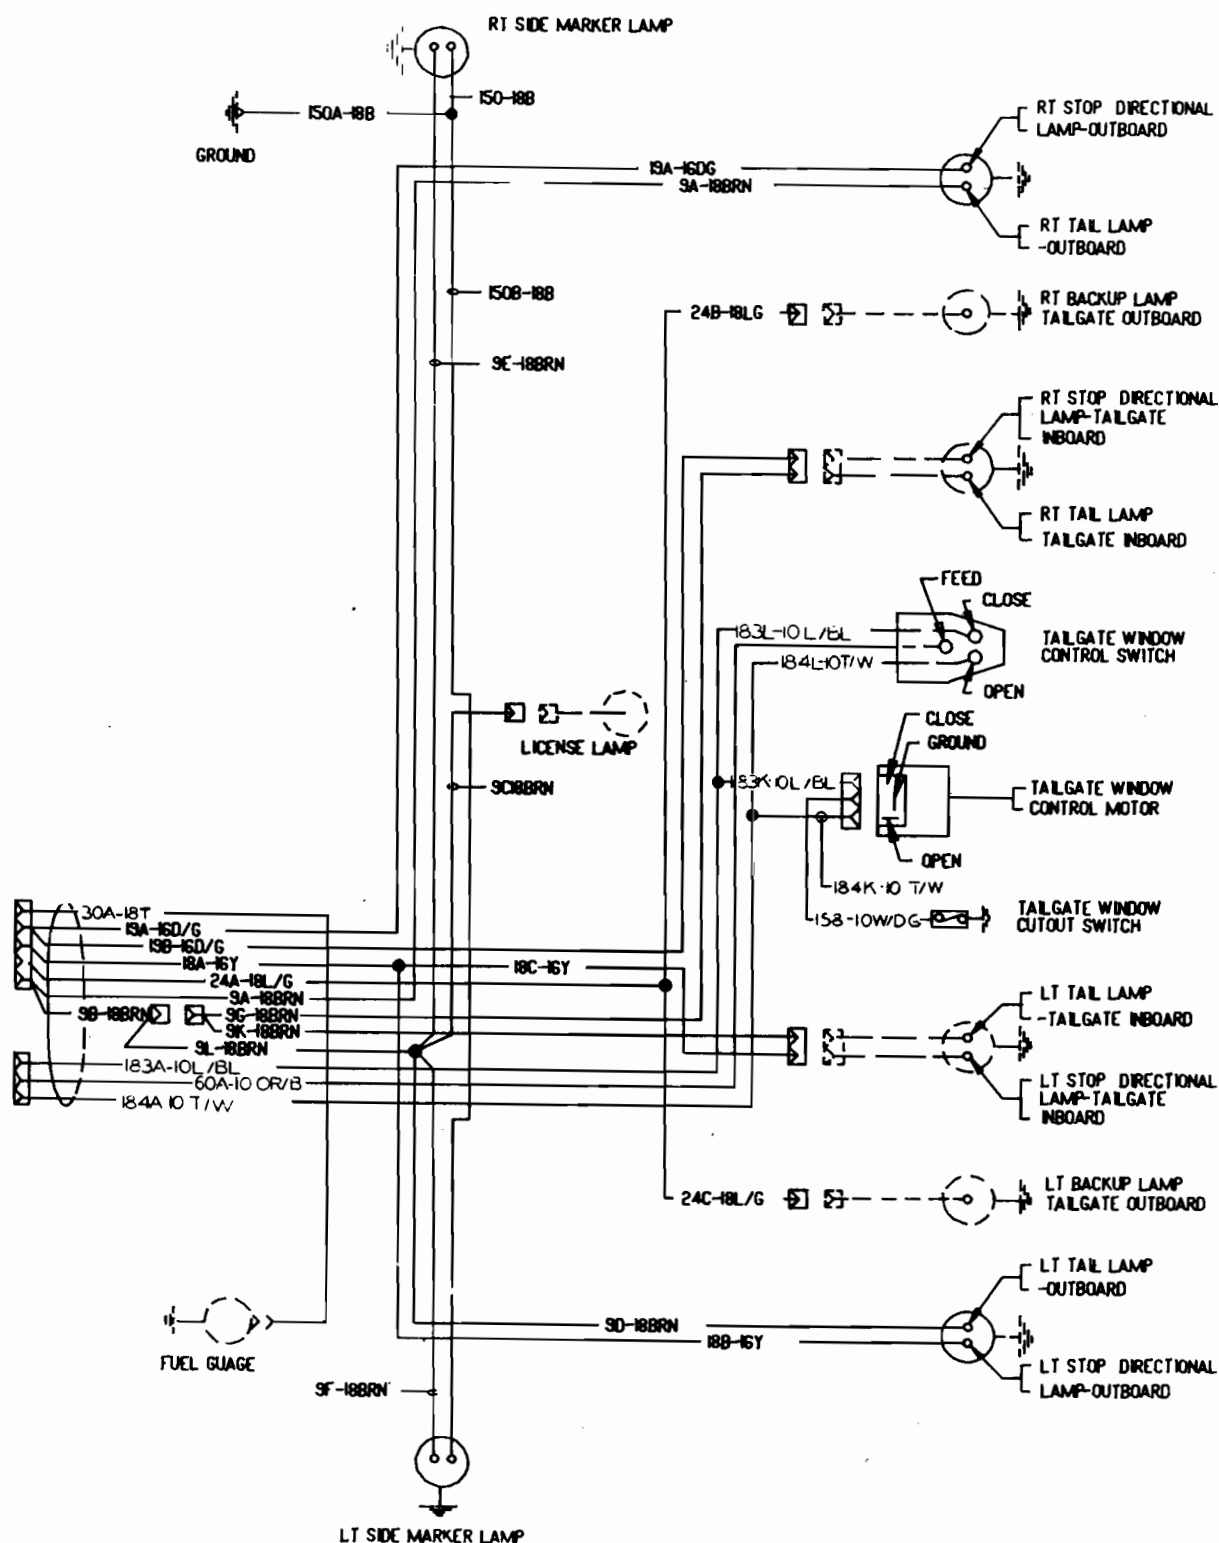 RT SIDE MARKER LAMP
150-18B
150A-18B
GROUND
RT STOP DIRECTIONAL
LAMP-OUTBOARD
19A-16DG
9A-18BRN
RT TAIL LAMP
-OUTBOARD
150B-18B
24B-18LG
RT BACKUP LAMP
TAILGATE OUTBOARD
9E-18BRN
RT STOP DIRECTIONAL
LAMP-TAILGATE
INBOARD
RT TAIL LAMP
TAILGATE INBOARD
FEED
CLOSE
183L-10L/BL
184L-10T/W
TAILGATE WINDOW
CONTROL SWITCH
OPEN
LICENSE LAMP
CLOSE
GROUND
9C18BRN
183K-10L/BL
TAILGATE WINDOW
CONTROL MOTOR
OPEN
184K-10 T/W
158-10W/DG
TAILGATE WINDOW
CUTOUT SWITCH
30A-18T
19A-16D/G
19B-16D/G
18A-16Y
18C-16Y
24A-18L/G
9A-18BRN
9B-18BRN
9G-18BRN
9K-18BRN
9L-18BRN
LT TAIL LAMP
-TAILGATE INBOARD
183A-10L/BL
60A-10 OR/B
184A 10 T/W
LT STOP DIRECTIONAL
LAMP-TAILGATE
INBOARD
24C-18L/G
LT BACKUP LAMP
TAILGATE OUTBOARD
LT TAIL LAMP
-OUTBOARD
9D-18BRN
18B-16Y
FUEL GUAGE
LT STOP DIRECTIONAL
LAMP-OUTBOARD
9F-18BRN
LT SIDE MARKER LAMP